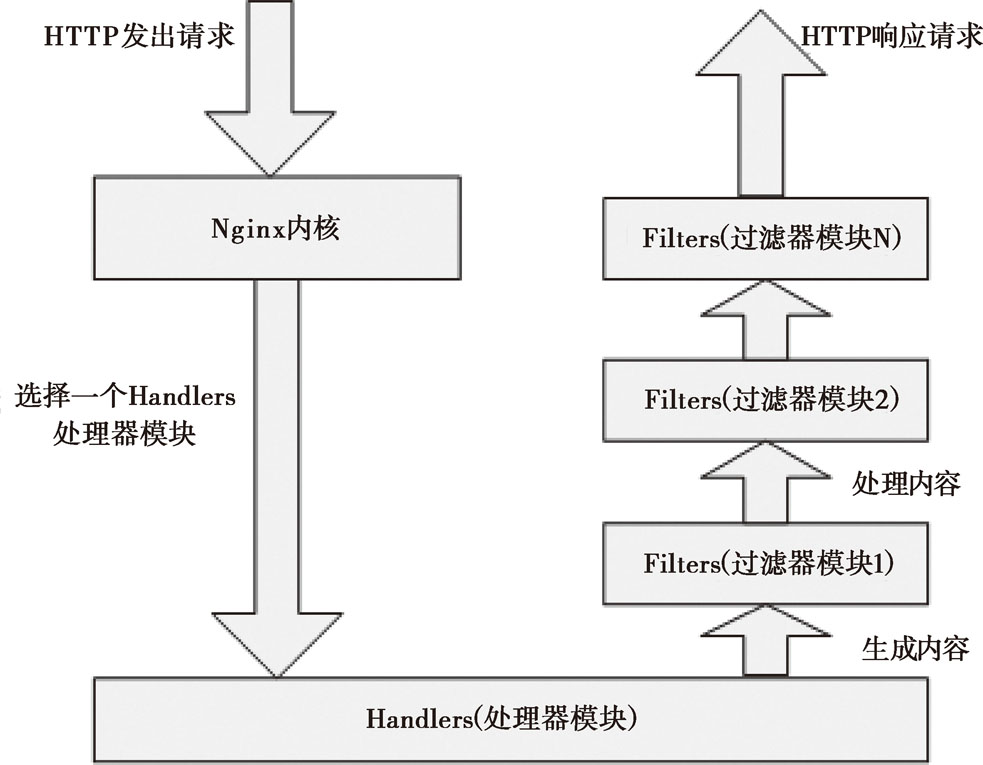 HTTP发出请求
HTTP响应请求
Nginx内核
Filters(过滤器模块N)
选择一个Handlers
处理器模块
Filters(过滤器模块2)
处理内容
Filters(过滤器模块1)
生成内容
Handlers(处理器模块)